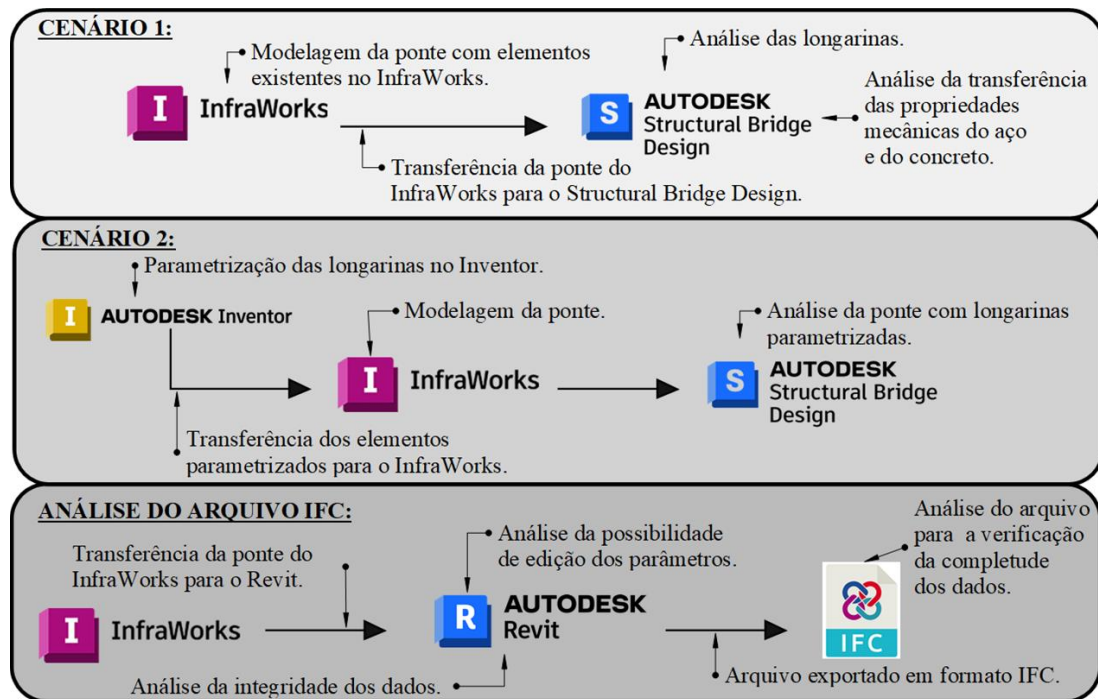 CENÁRIO 1:
Modelagem da ponte com elementos
existentes no InfraWorks.
I InfraWorks
Transferência da ponte do
InfraWorks para o Structural Bridge Design.
Análise das longarinas.
S AUTODESK
Structural Bridge
Design
Análise da transferência
das propriedades
mecânicas do aço
e do concreto.
CENÁRIO 2:
Parametrização das longarinas no Inventor.
I AUTODESK Inventor
Transferência dos elementos
parametrizados para o InfraWorks.
Modelagem da ponte.
I InfraWorks
Análise da ponte com longarinas
parametrizadas.
S AUTODESK
Structural Bridge
Design
ANÁLISE DO ARQUIVO IFC:
Transferência da ponte do
InfraWorks para o Revit.
I InfraWorks
Análise da integridade dos dados.
Análise da possibilidade
de edição dos parâmetros.
R AUTODESK
Revit
Análise do arquivo
para a verificação
da completude
dos dados.
IFC
Arquivo exportado em formato IFC.